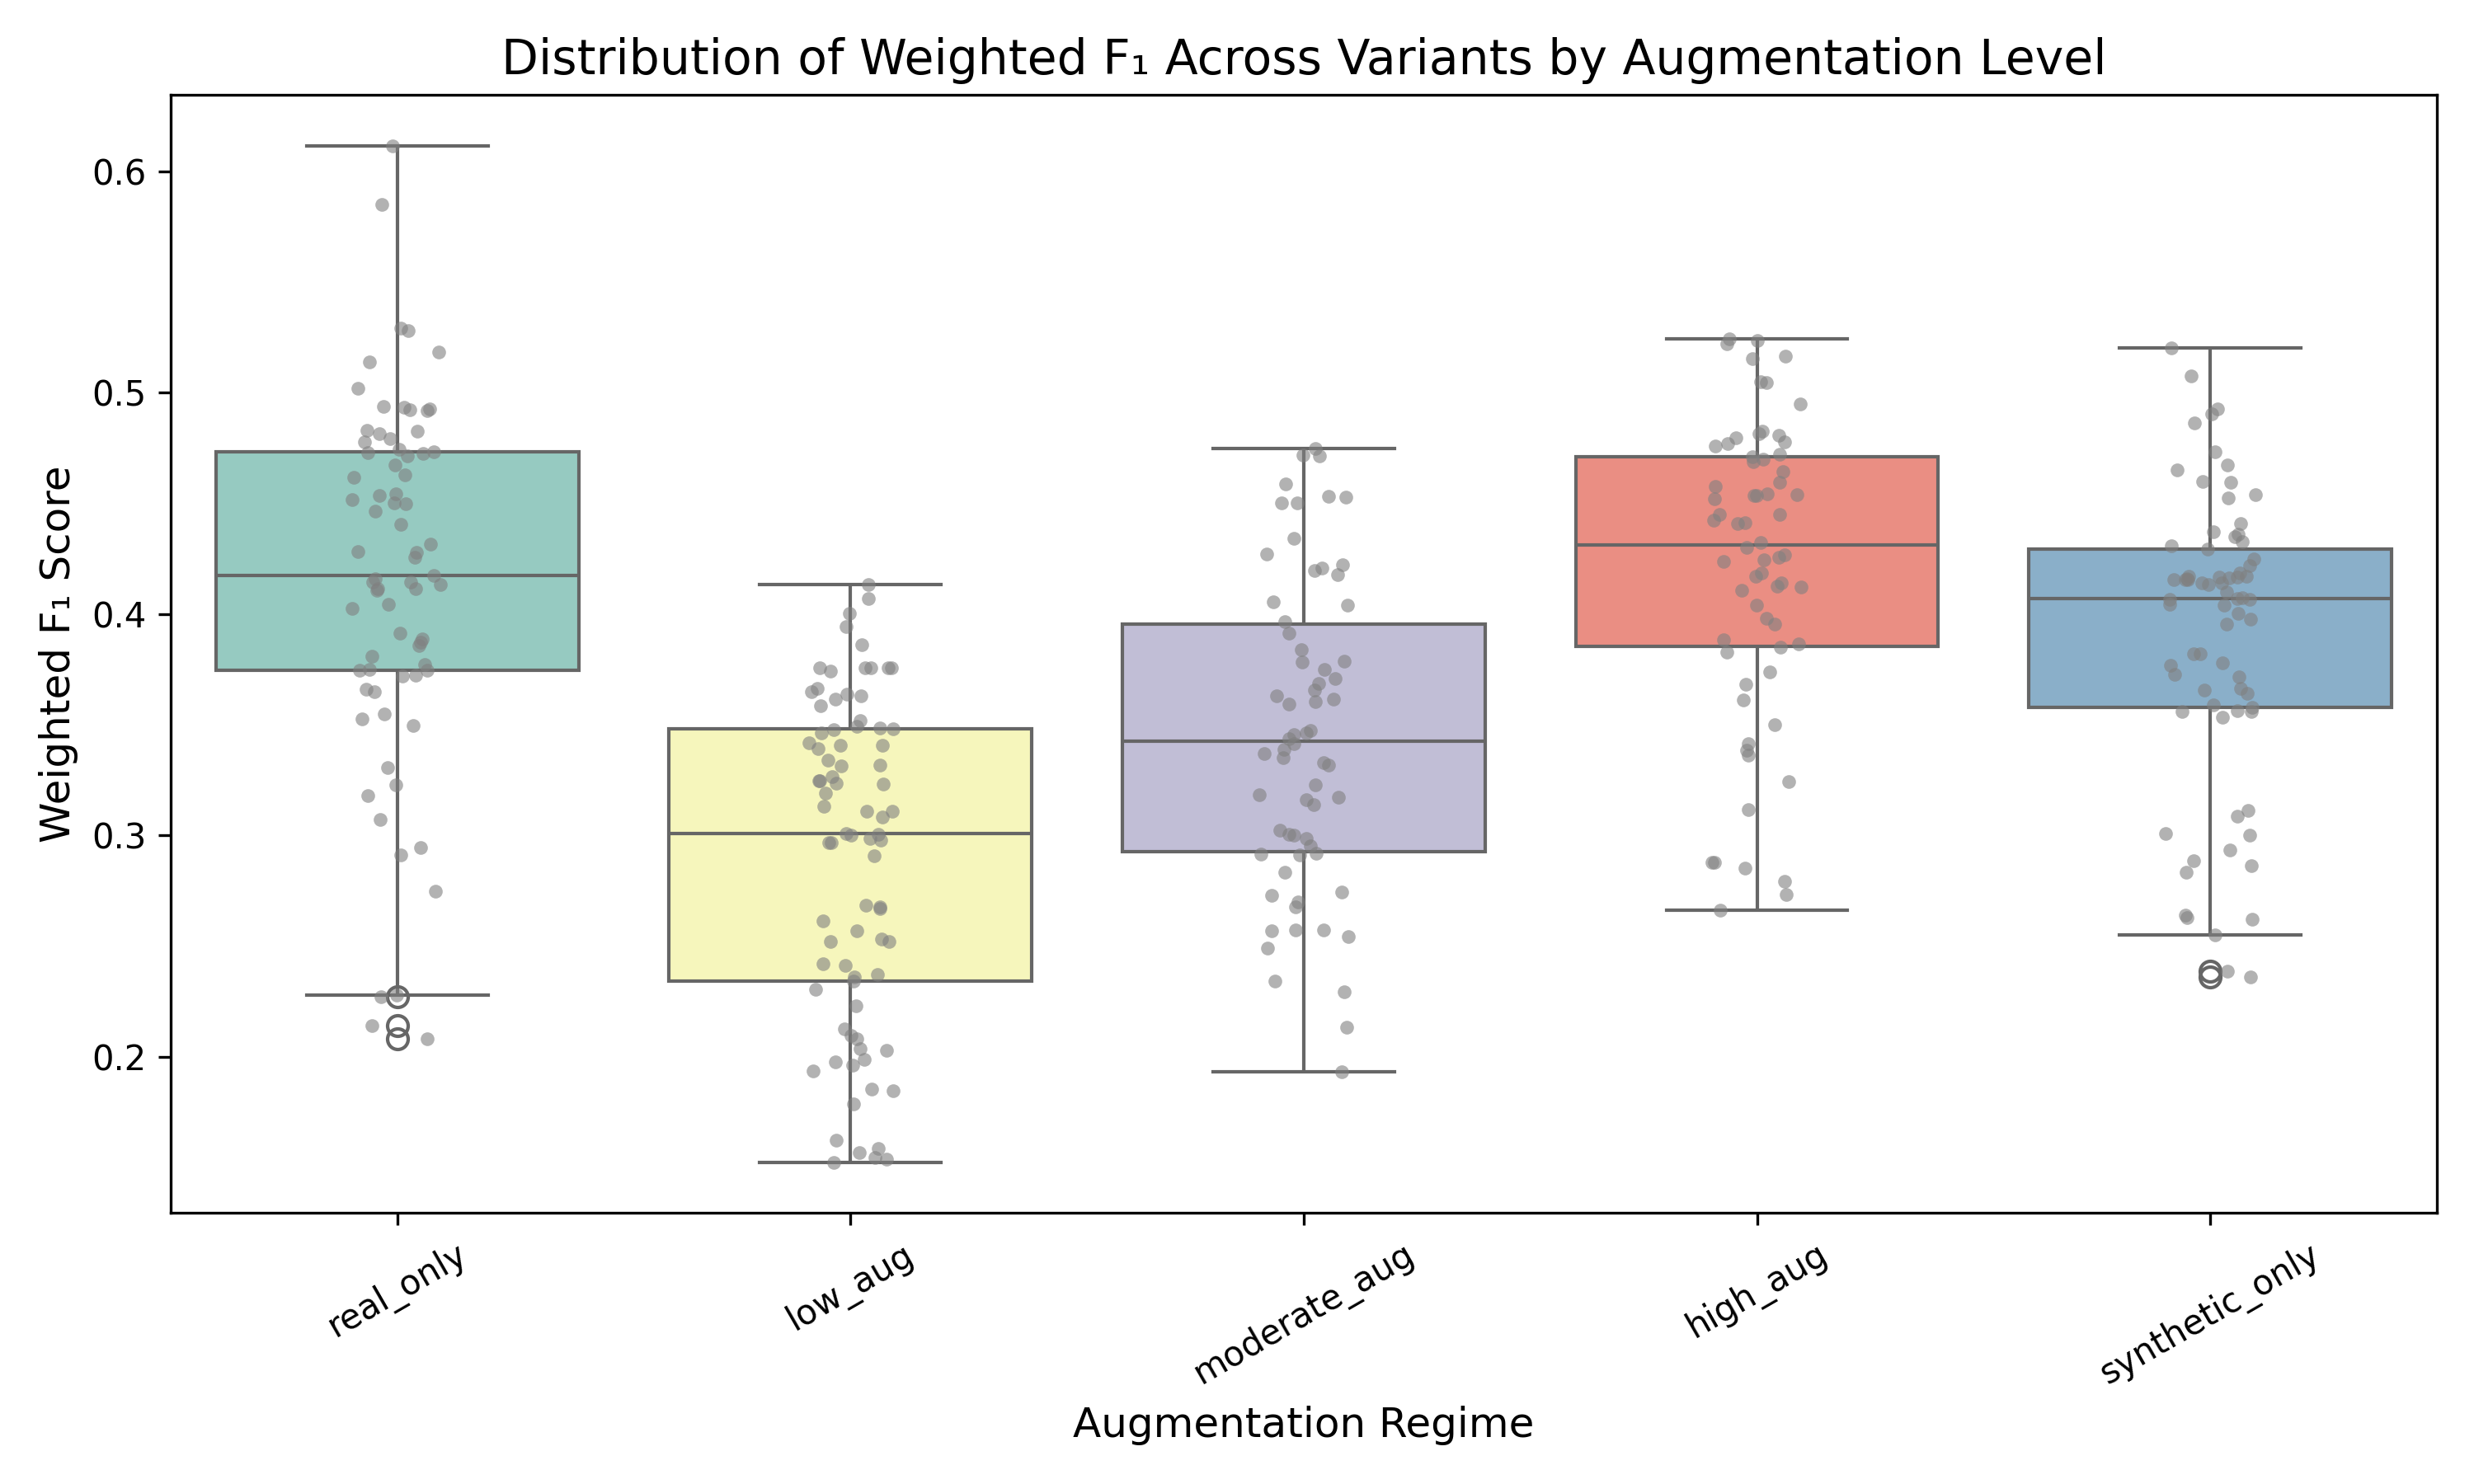 Distribution of Weighted F₁ Across Variants by Augmentation Level
Weighted F₁ Score
0.6
0.5
0.4
0.3
0.2
real_only
low_aug
moderate_aug
high_aug
synthetic_only
Augmentation Regime